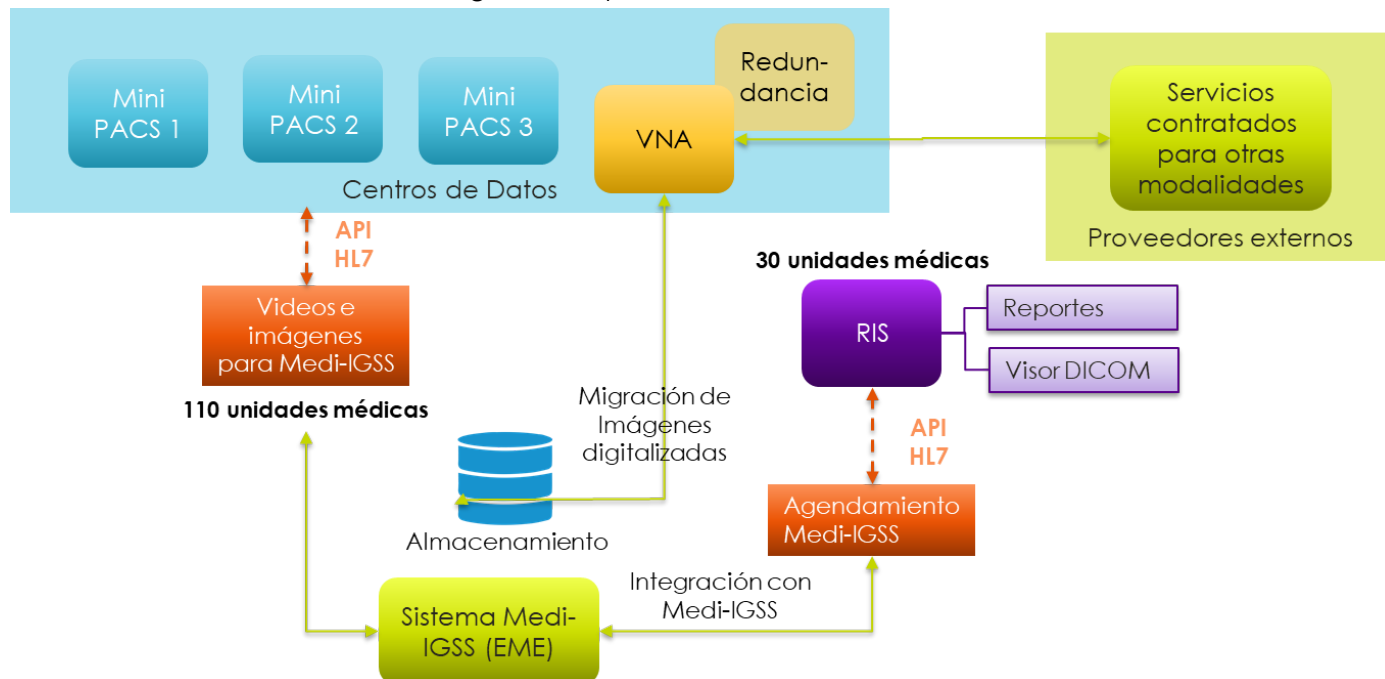 Mini
PACS 1
Mini
PACS 2
Mini
PACS 3
VNA
Redun-
dancia
Centros de Datos
Servicios
contratados
para otras
modalidades
Proveedores externos
API
HL7
Videos e
imágenes
para Medi-IGSS
110 unidades médicas
30 unidades médicas
RIS
Reportes
Visor DICOM
Migración de
Imágenes
digitalizadas
API
HL7
Almacenamiento
Agendamiento
Medi-IGSS
Integración con
Medi-IGSS
Sistema Medi-
IGSS (EME)